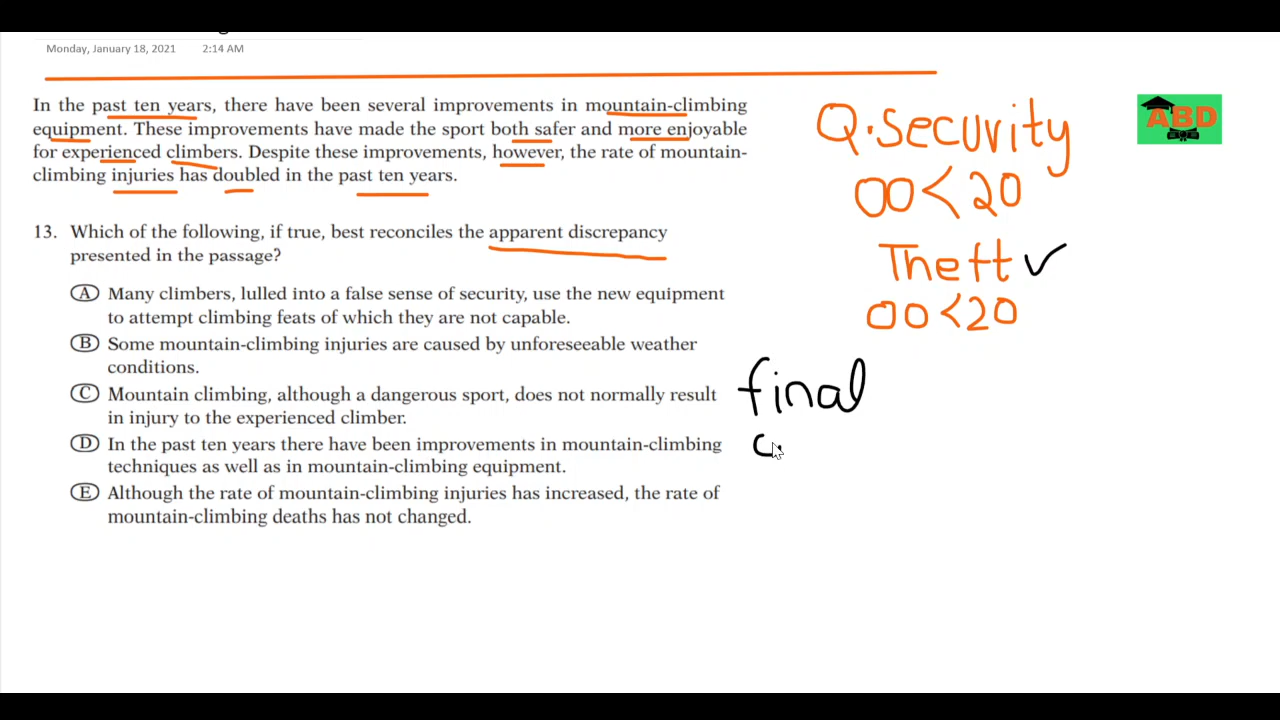 Monday, January 18, 2021 2:14 AM
In the past ten years, there have been several improvements in mountain-climbing
equipment. These improvements have made the sport both safer and more enjoyable
for experienced climbers. Despite these improvements, however, the rate of mountain-
climbing injuries has doubled in the past ten years.
13. Which of the following, if true, best reconciles the apparent discrepancy
presented in the passage?
A Many climbers, lulled into a false sense of security, use the new equipment
to attempt climbing feats of which they are not capable.
B Some mountain-climbing injuries are caused by unforeseeable weather
conditions.
C Mountain climbing, although a dangerous sport, does not normally result
in injury to the experienced climber.
D In the past ten years there have been improvements in mountain-climbing
techniques as well as in mountain-climbing equipment.
E Although the rate of mountain-climbing injuries has increased, the rate of
mountain-climbing deaths has not changed.
Q.security
00<20
Theft ✓
00<20
final
ABD